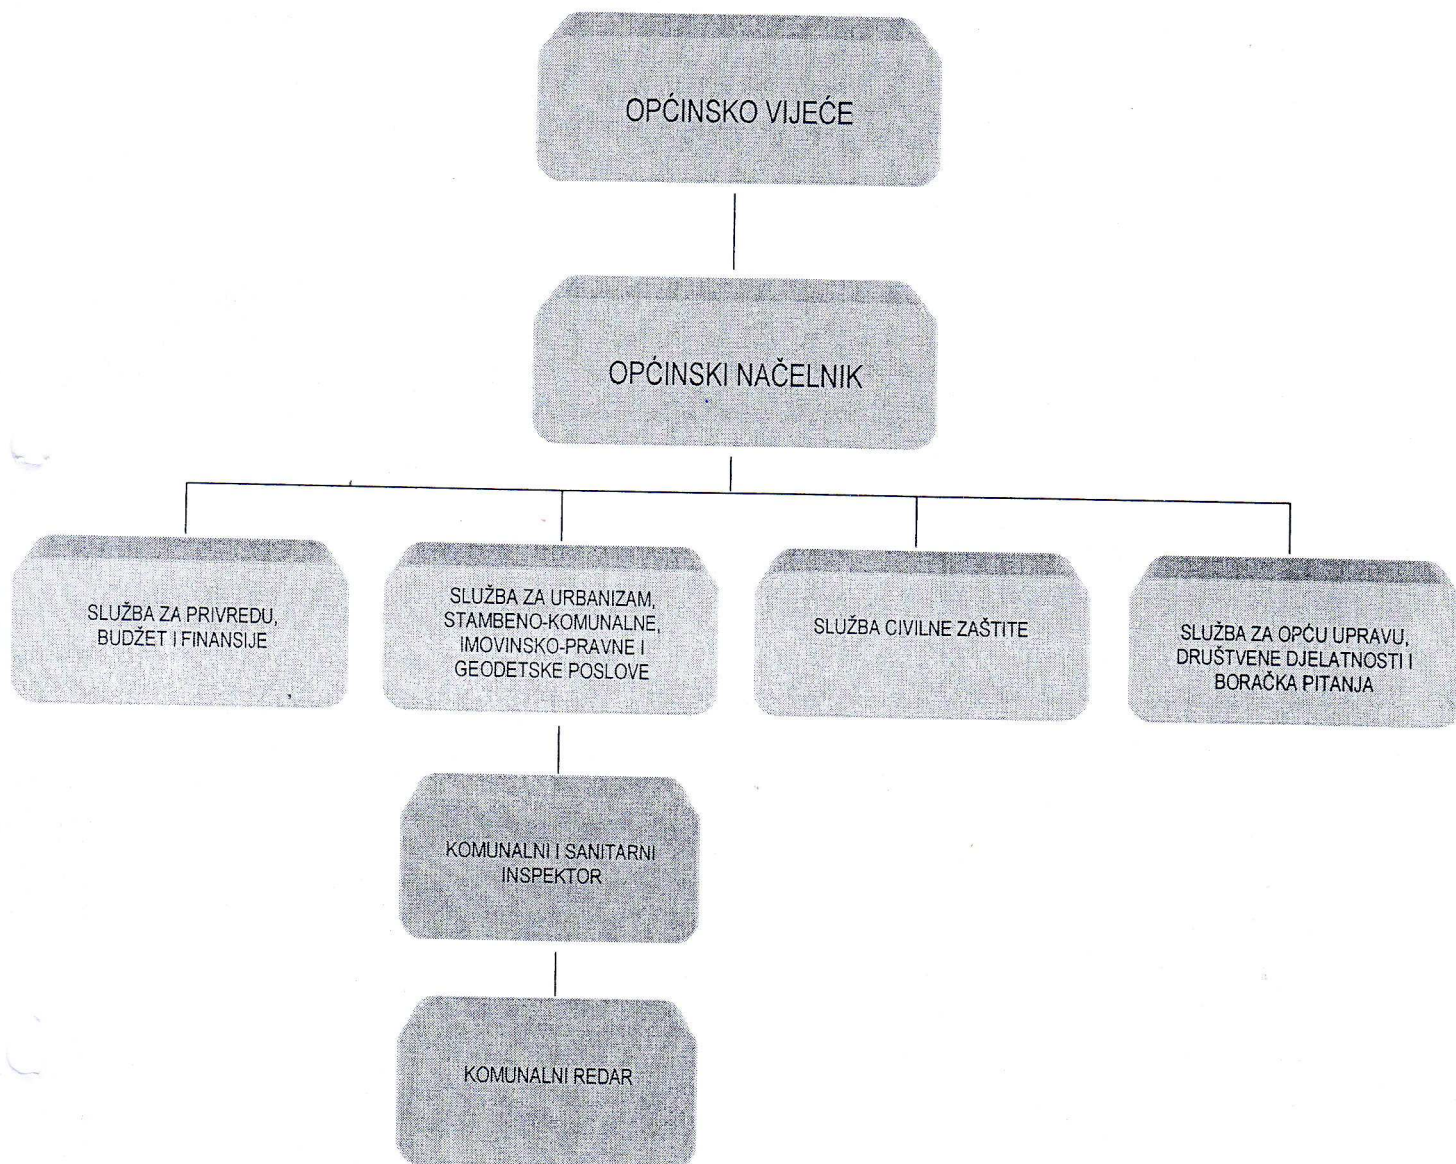 OPĆINSKO VIJEĆE
OPĆINSKI NAČELNIK
SLUŽBA ZA PRIVREDU,
BUDŽET I FINANSIJE
SLUŽBA ZA URBANIZAM,
STAMBENO-KOMUNALNE,
IMOVINSKO-PRAVNE I
GEODETSKE POSLOVE
SLUŽBA CIVILNE ZAŠTITE
SLUŽBA ZA OPĆU UPRAVU,
DRUŠTVENE DJELATNOSTI I
BORAČKA PITANJA
KOMUNALNI I SANITARNI
INSPEKTOR
KOMUNALNI REDAR